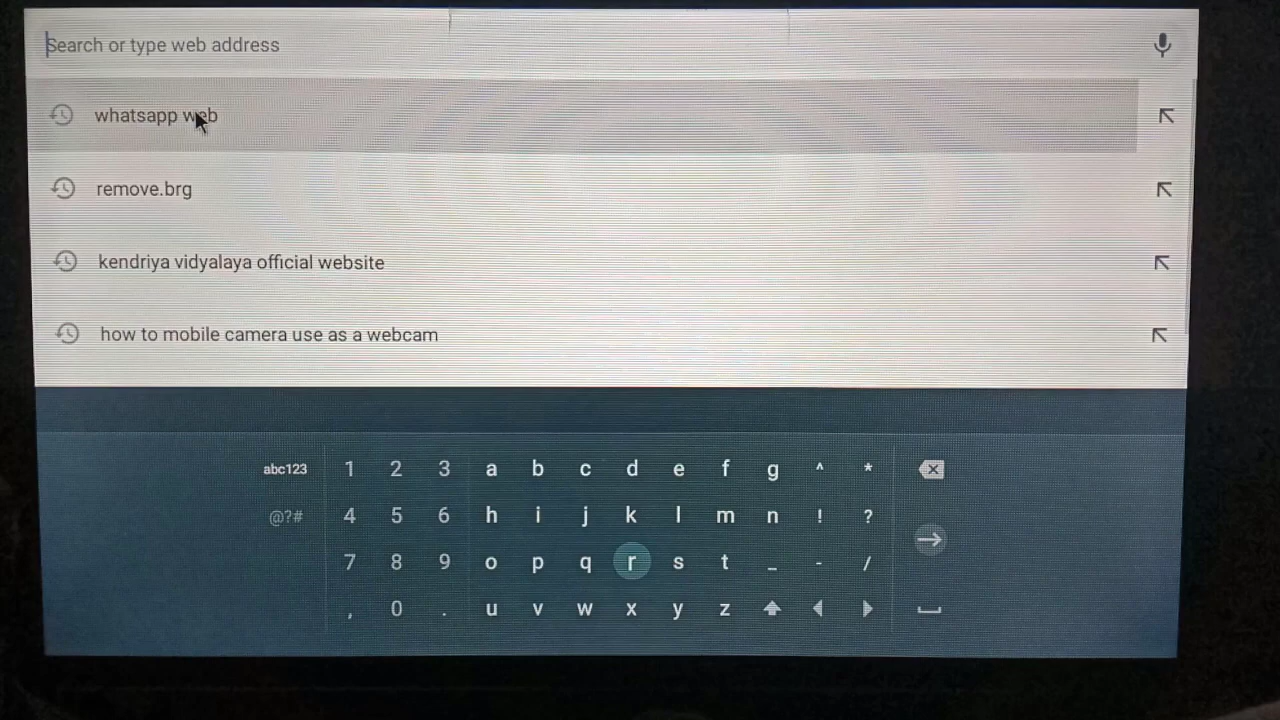 Search or type web address
whatsapp web
remove.brg
kendriya vidyalaya official website
how to mobile camera use as a webcam
abc123 1 2 3 a b c d e f g ^ *
@?# 4 5 6 h i j k l m n ! ?
7 8 9 o p q r s t _ - /
, 0 . u v w x y z